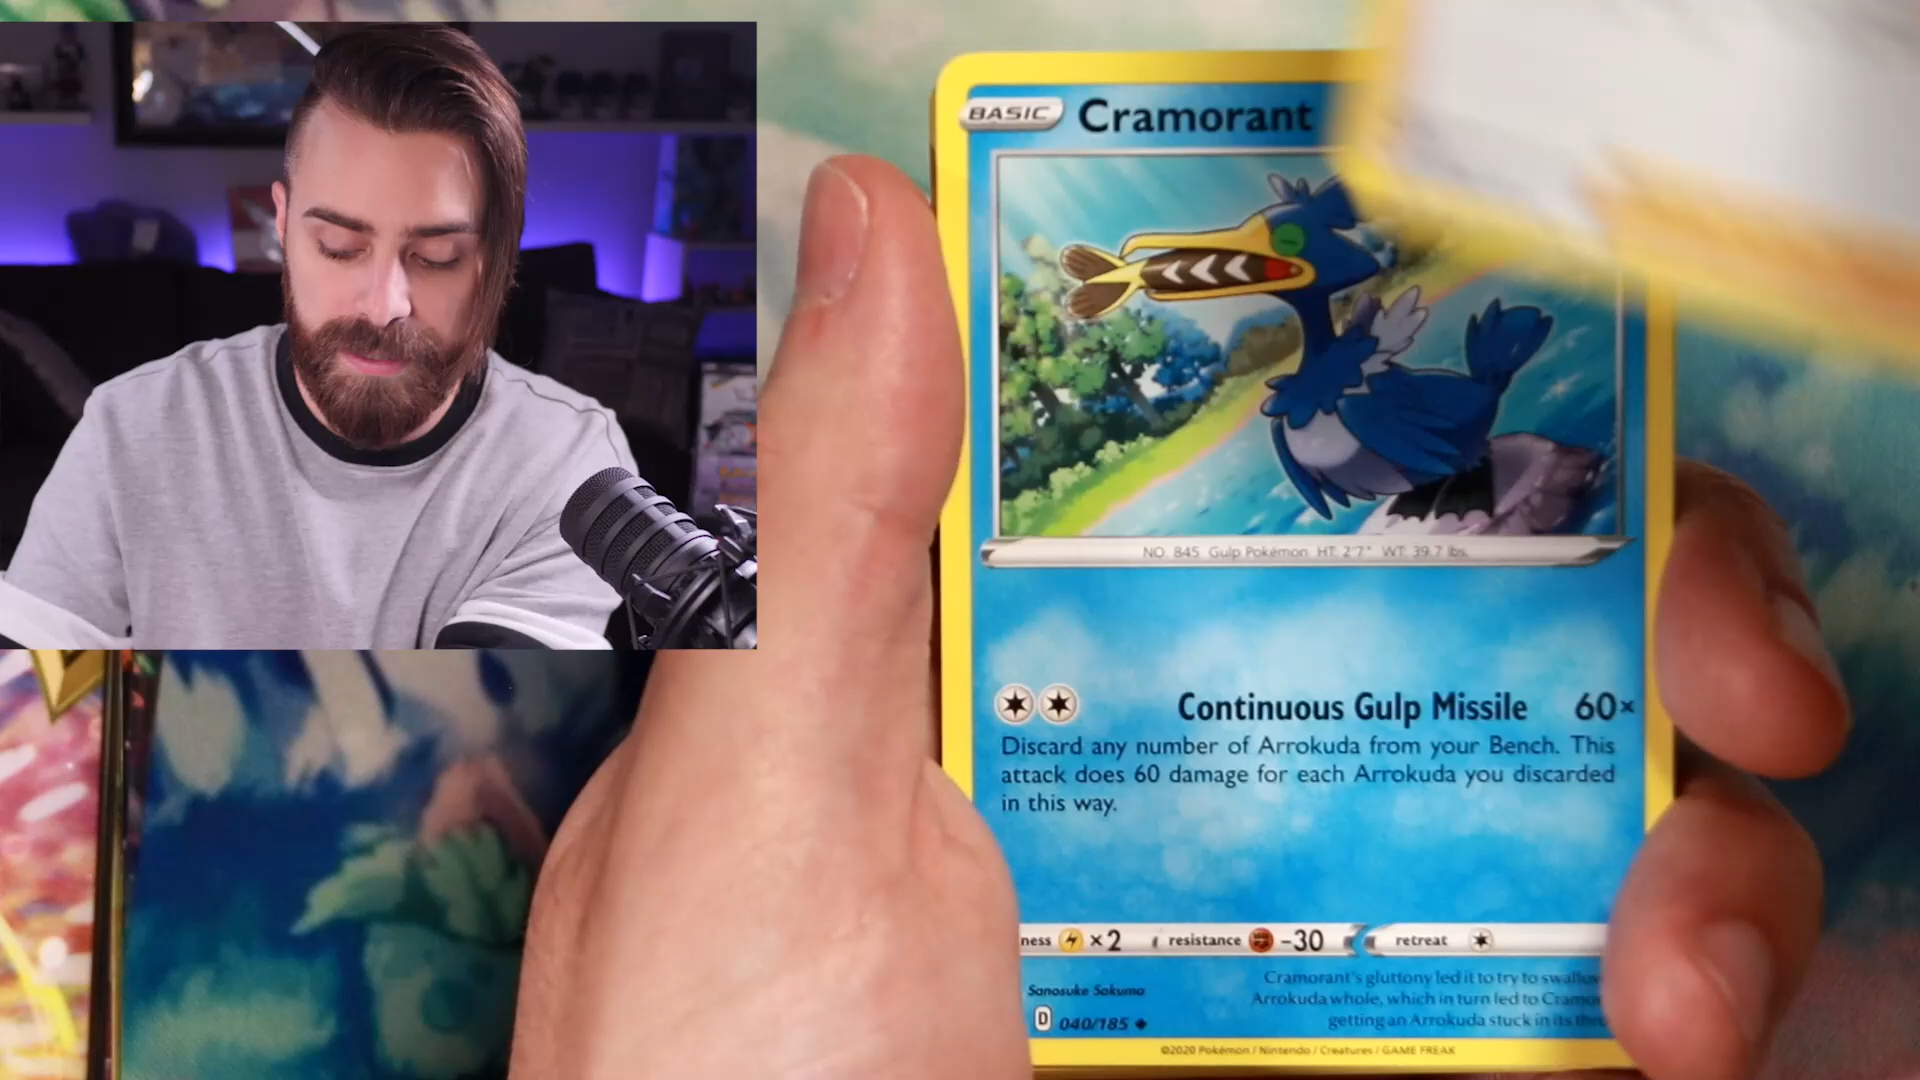 BASIC Cramorant
NO. 845 Gulp Pokémon HT: 2'7" WT: 39.7 lbs.
Continuous Gulp Missile 60×
Discard any number of Arrokuda from your Bench. This
attack does 60 damage for each Arrokuda you discarded
in this way.
ness ×2 resistance -30 retreat
Sanosuke Sakuma
Cramorant's gluttony led it to try to swallow
Arrokuda whole, which in turn led to Cramo
getting an Arrokuda stuck in its
D 040/185
©2020 Pokémon / Nintendo / Creatures / GAME FREAK